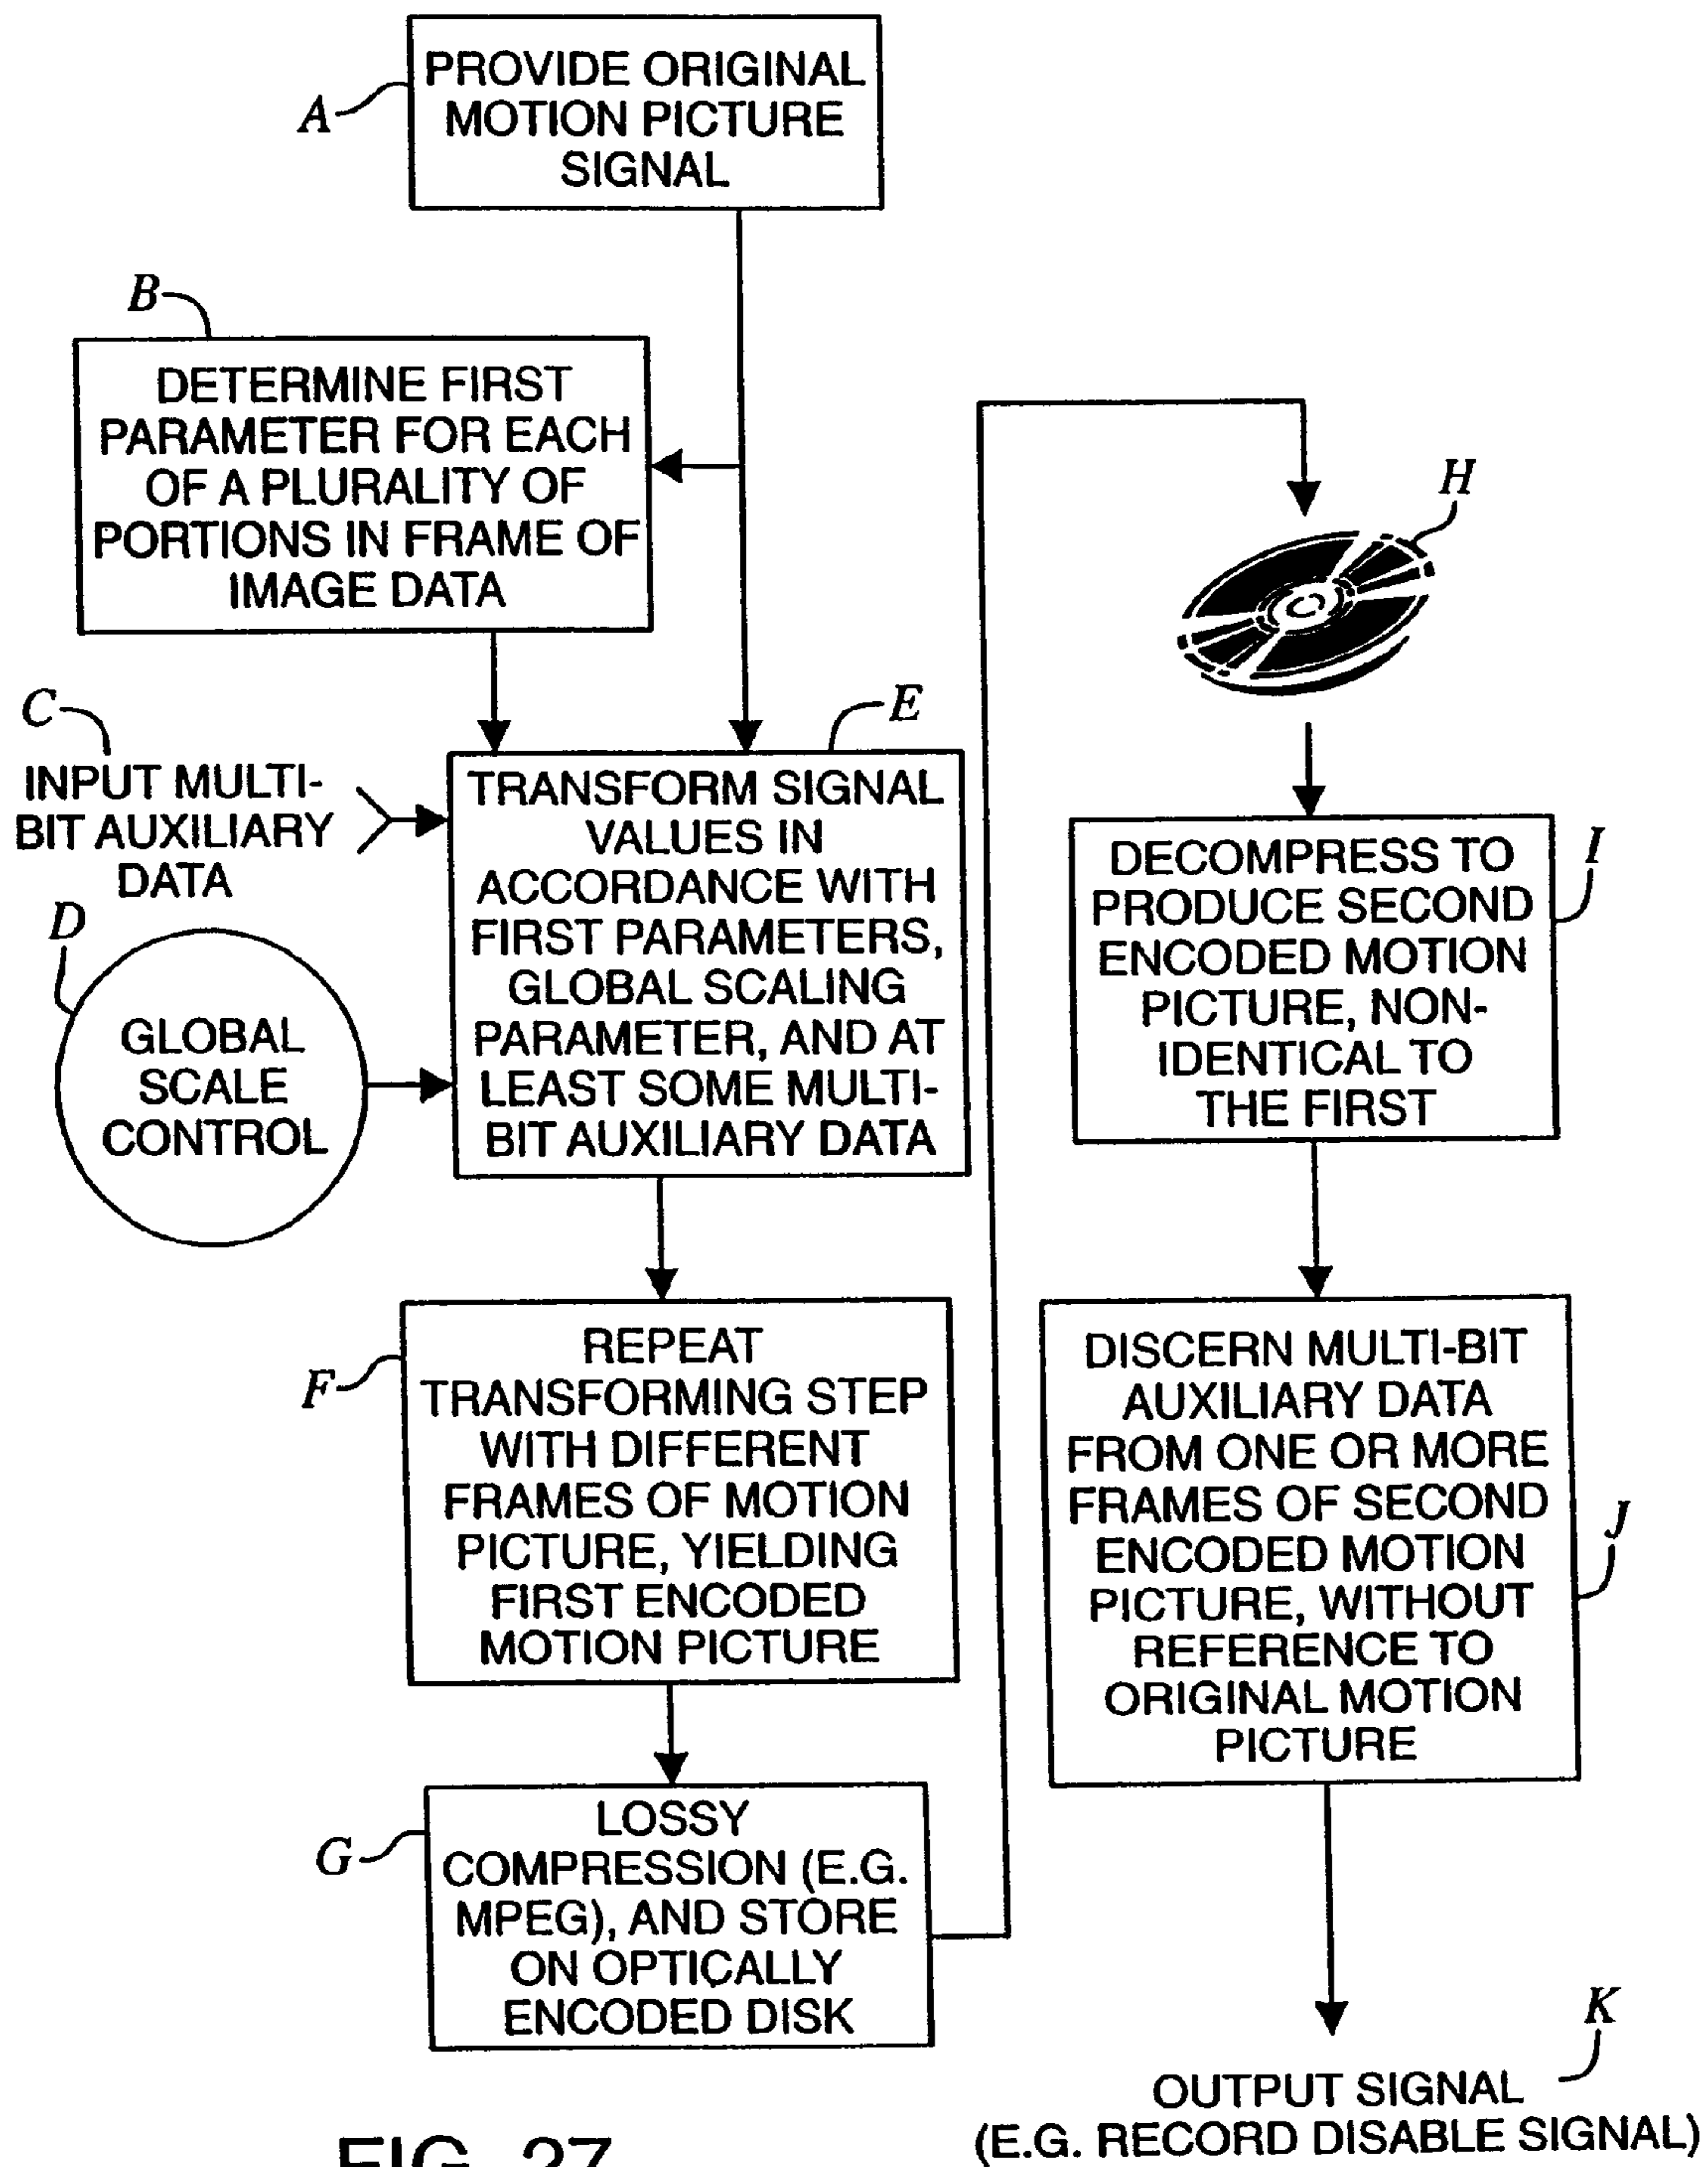 A
PROVIDE ORIGINAL
MOTION PICTURE
SIGNAL
B
DETERMINE FIRST
PARAMETER FOR EACH
OF A PLURALITY OF
PORTIONS IN FRAME OF
IMAGE DATA
C
INPUT MULTI-
BIT AUXILIARY
DATA
D
GLOBAL
SCALE
CONTROL
E
TRANSFORM SIGNAL
VALUES IN
ACCORDANCE WITH
FIRST PARAMETERS,
GLOBAL SCALING
PARAMETER, AND AT
LEAST SOME MULTI-
BIT AUXILIARY DATA
F
REPEAT
TRANSFORMING STEP
WITH DIFFERENT
FRAMES OF MOTION
PICTURE, YIELDING
FIRST ENCODED
MOTION PICTURE
G
LOSSY
COMPRESSION (E.G.
MPEG), AND STORE
ON OPTICALLY
ENCODED DISK
H
I
DECOMPRESS TO
PRODUCE SECOND
ENCODED MOTION
PICTURE, NON-
IDENTICAL TO
THE FIRST
J
DISCERN MULTI-BIT
AUXILIARY DATA
FROM ONE OR MORE
FRAMES OF SECOND
ENCODED MOTION
PICTURE, WITHOUT
REFERENCE TO
ORIGINAL MOTION
PICTURE
K
OUTPUT SIGNAL
(E.G. RECORD DISABLE SIGNAL)
FIG. 27